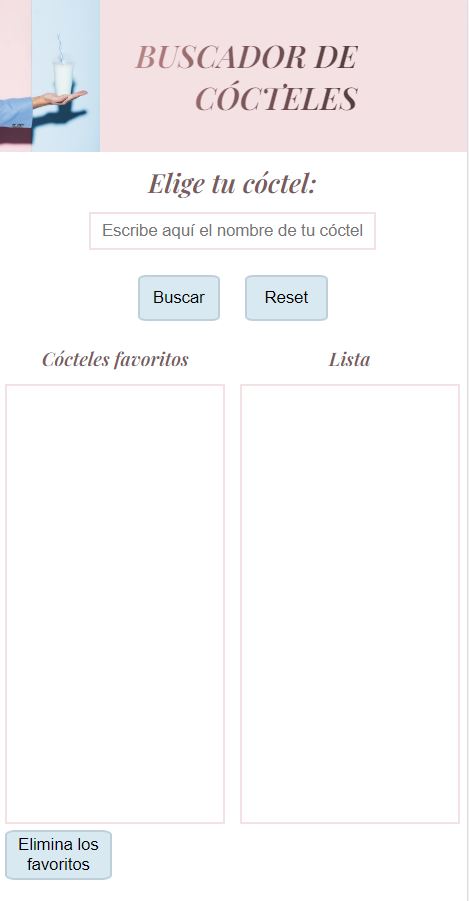 BUSCADOR DE
CÓCTELES
Elige tu cóctel:
Escribe aquí el nombre de tu cóctel
Buscar
Reset
Cócteles favoritos
Lista
Elimina los
favoritos